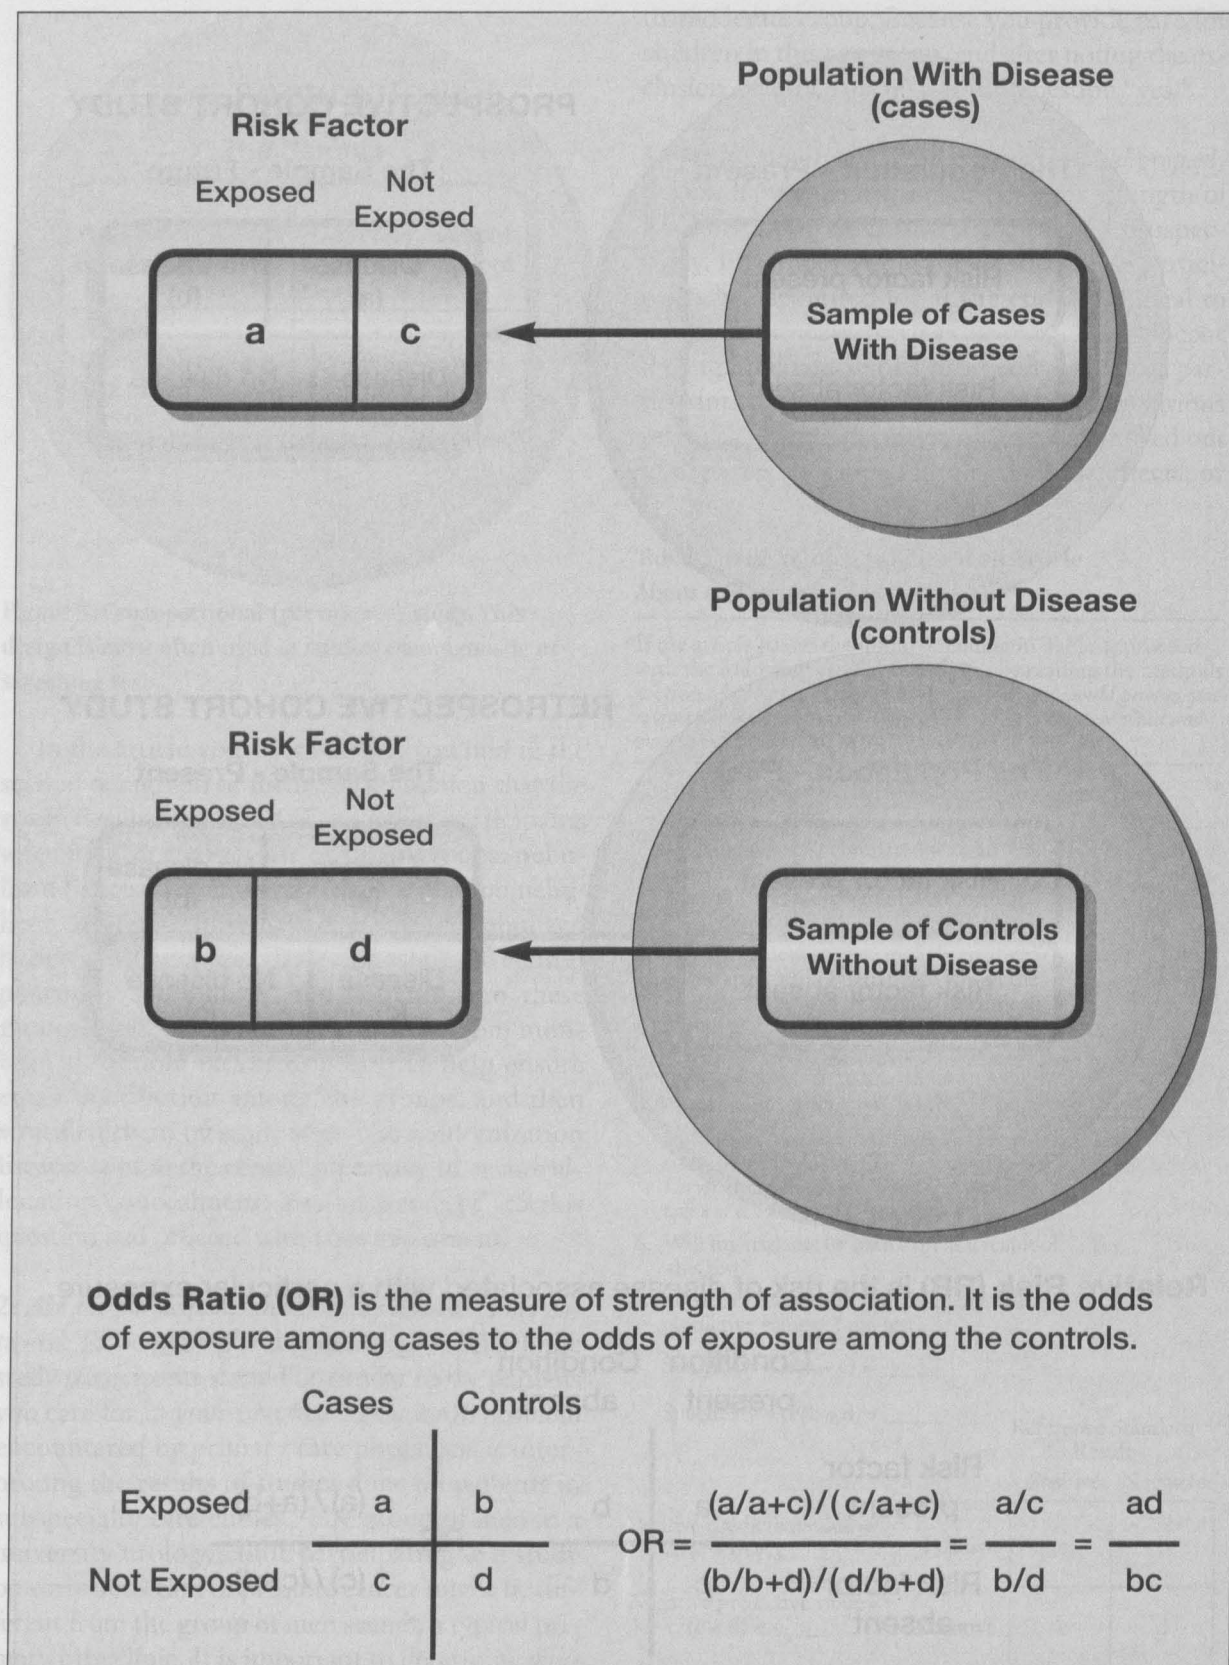 Population With Disease
(cases)
Risk Factor
Exposed
Not
Exposed
a
c
Sample of Cases
With Disease
Population Without Disease
(controls)
Risk Factor
Exposed
Not
Exposed
b
d
Sample of Controls
Without Disease
Odds Ratio (OR) is the measure of strength of association. It is the odds
of exposure among cases to the odds of exposure among the controls.
Cases Controls
Exposed a b
Not Exposed c d
OR = (a/a+c)/(c/a+c) = a/c = ad
(b/b+d)/(d/b+d) b/d bc